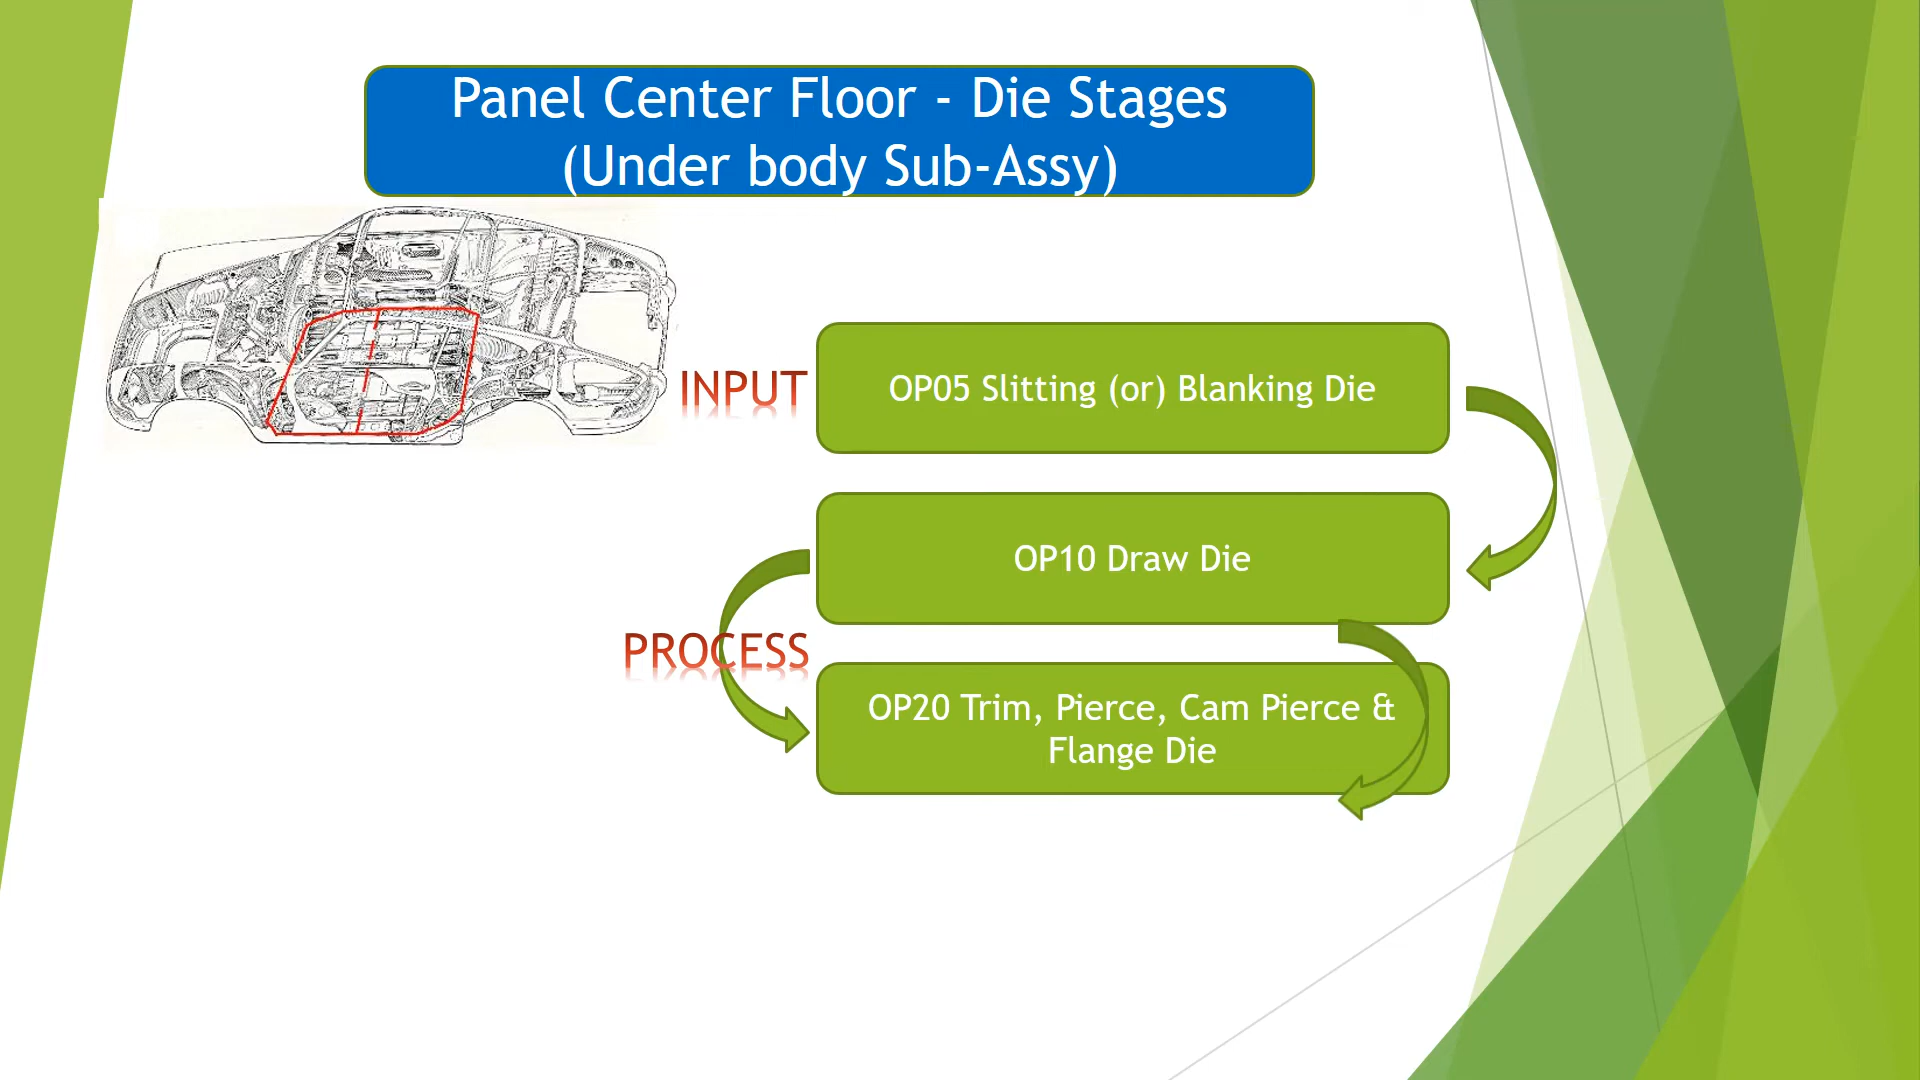 Panel Center Floor - Die Stages
(Under body Sub-Assy)
INPUT
OP05 Slitting (or) Blanking Die
OP10 Draw Die
PROCESS
OP20 Trim, Pierce, Cam Pierce &
Flange Die